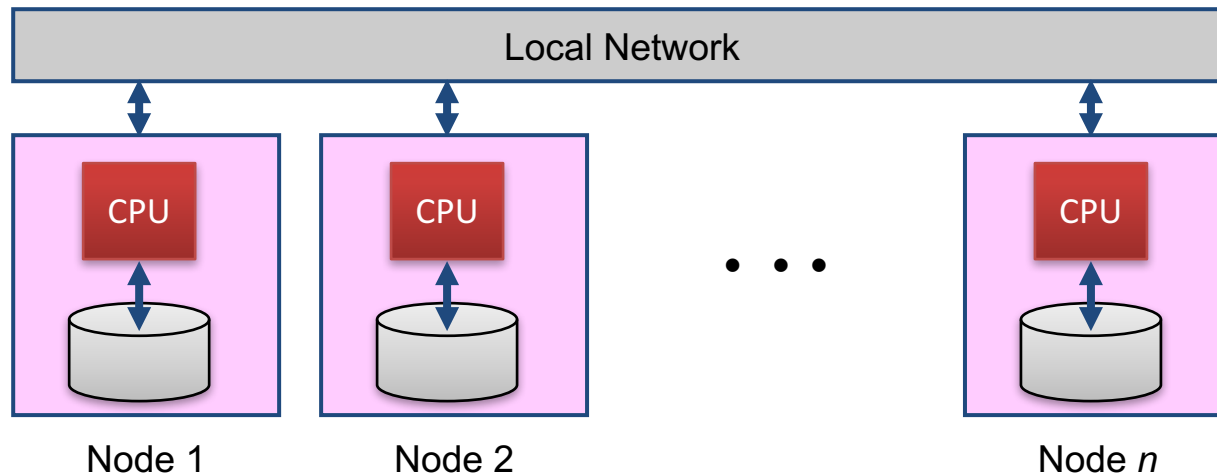 Local Network
CPU
CPU
• • •
CPU
Node 1
Node 2
Node n